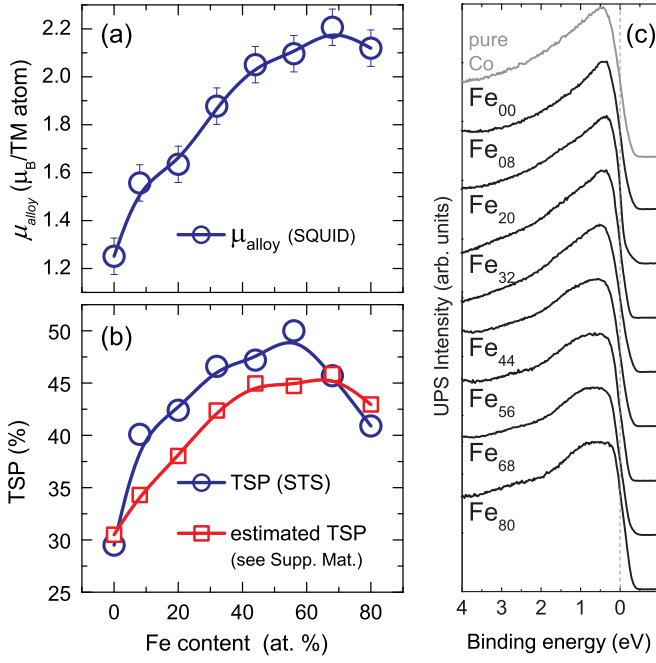 (a)
2.2
2.0
1.8
1.6
1.4
1.2
μalloy (μB/TM atom)
μalloy (SQUID)
(b)
50
45
40
35
30
25
TSP (%)
TSP (STS)
estimated TSP
(see Supp. Mat.)
0 20 40 60 80
Fe content (at. %)
(c)
pure
Co
Fe00
Fe08
Fe20
Fe32
Fe44
Fe56
Fe68
Fe80
UPS Intensity (arb. units)
4 3 2 1 0
Binding energy (eV)